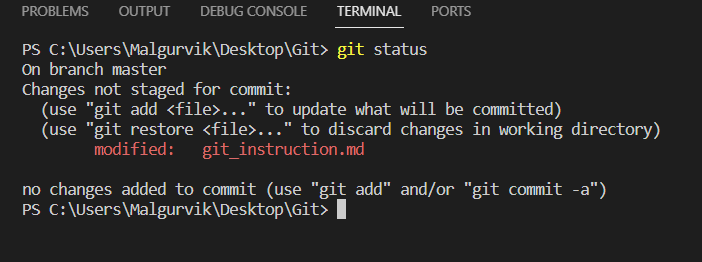 PROBLEMS OUTPUT DEBUG CONSOLE TERMINAL PORTS
PS C:\Users\Malgurvik\Desktop\Git> git status
On branch master
Changes not staged for commit:
  (use "git add <file>..." to update what will be committed)
  (use "git restore <file>..." to discard changes in working directory)
        modified:   git_instruction.md

no changes added to commit (use "git add" and/or "git commit -a")
PS C:\Users\Malgurvik\Desktop\Git>